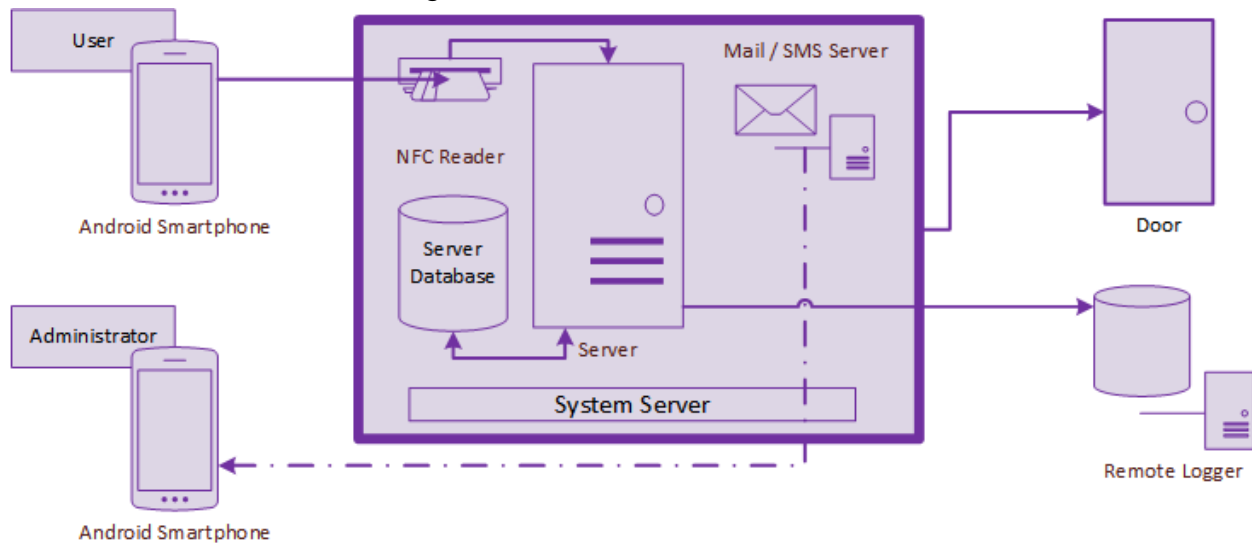 User
Mail / SMS Server
NFC Reader
Android Smartphone
Door
Server
Database
Administrator
Server
System Server
Remote Logger
Android Smartphone